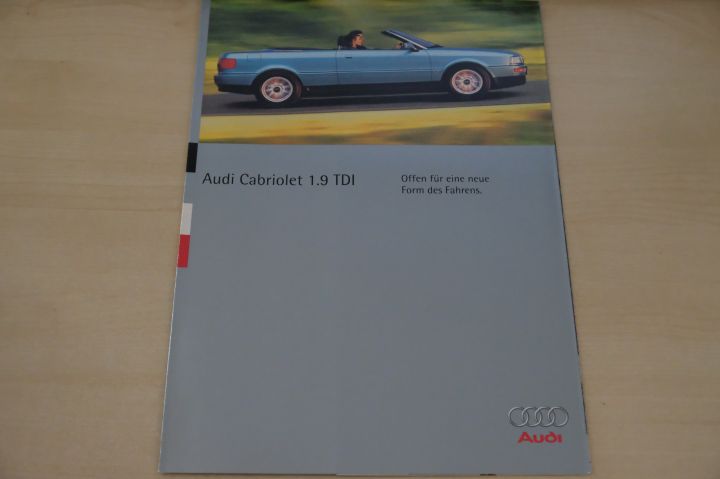 Audi Cabriolet 1.9 TDI
Offen für eine neue
Form des Fahrens.
Audi